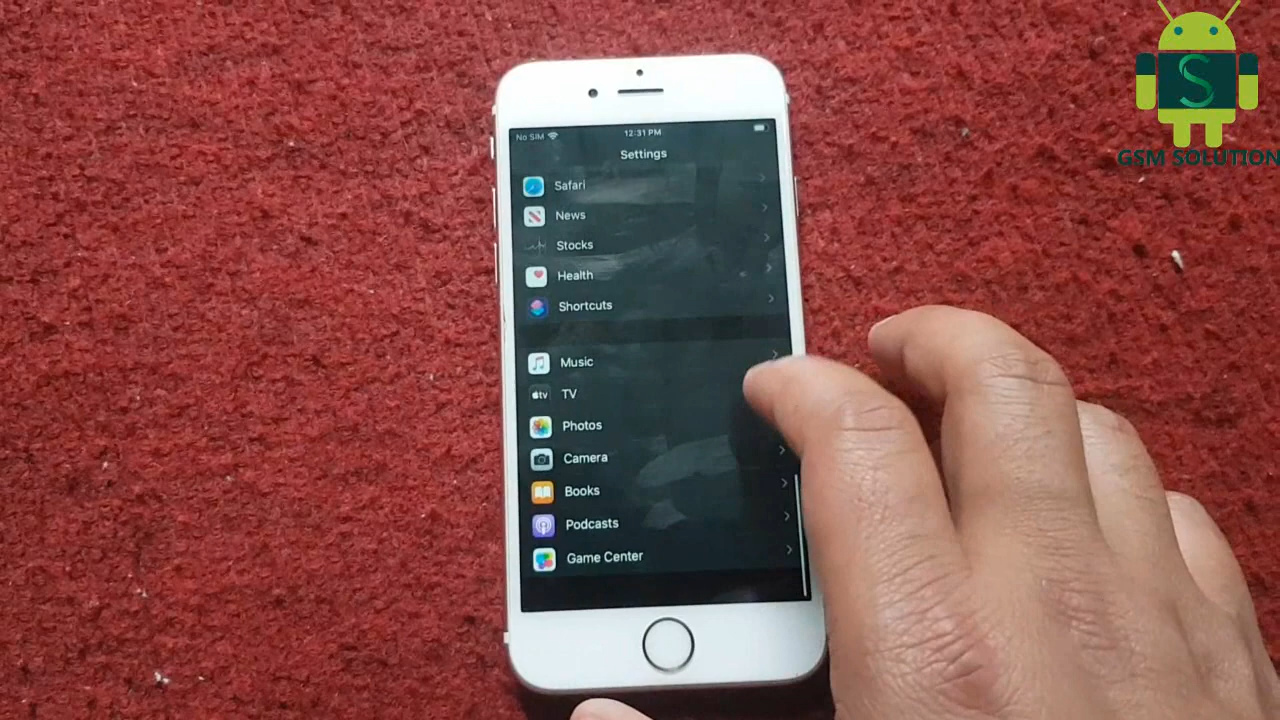 No SIM 12:31 PM
Settings
Safari
News
Stocks
Health
Shortcuts
Music
tv TV
Photos
Camera
Books
Podcasts
Game Center
S
GSM SOLUTION